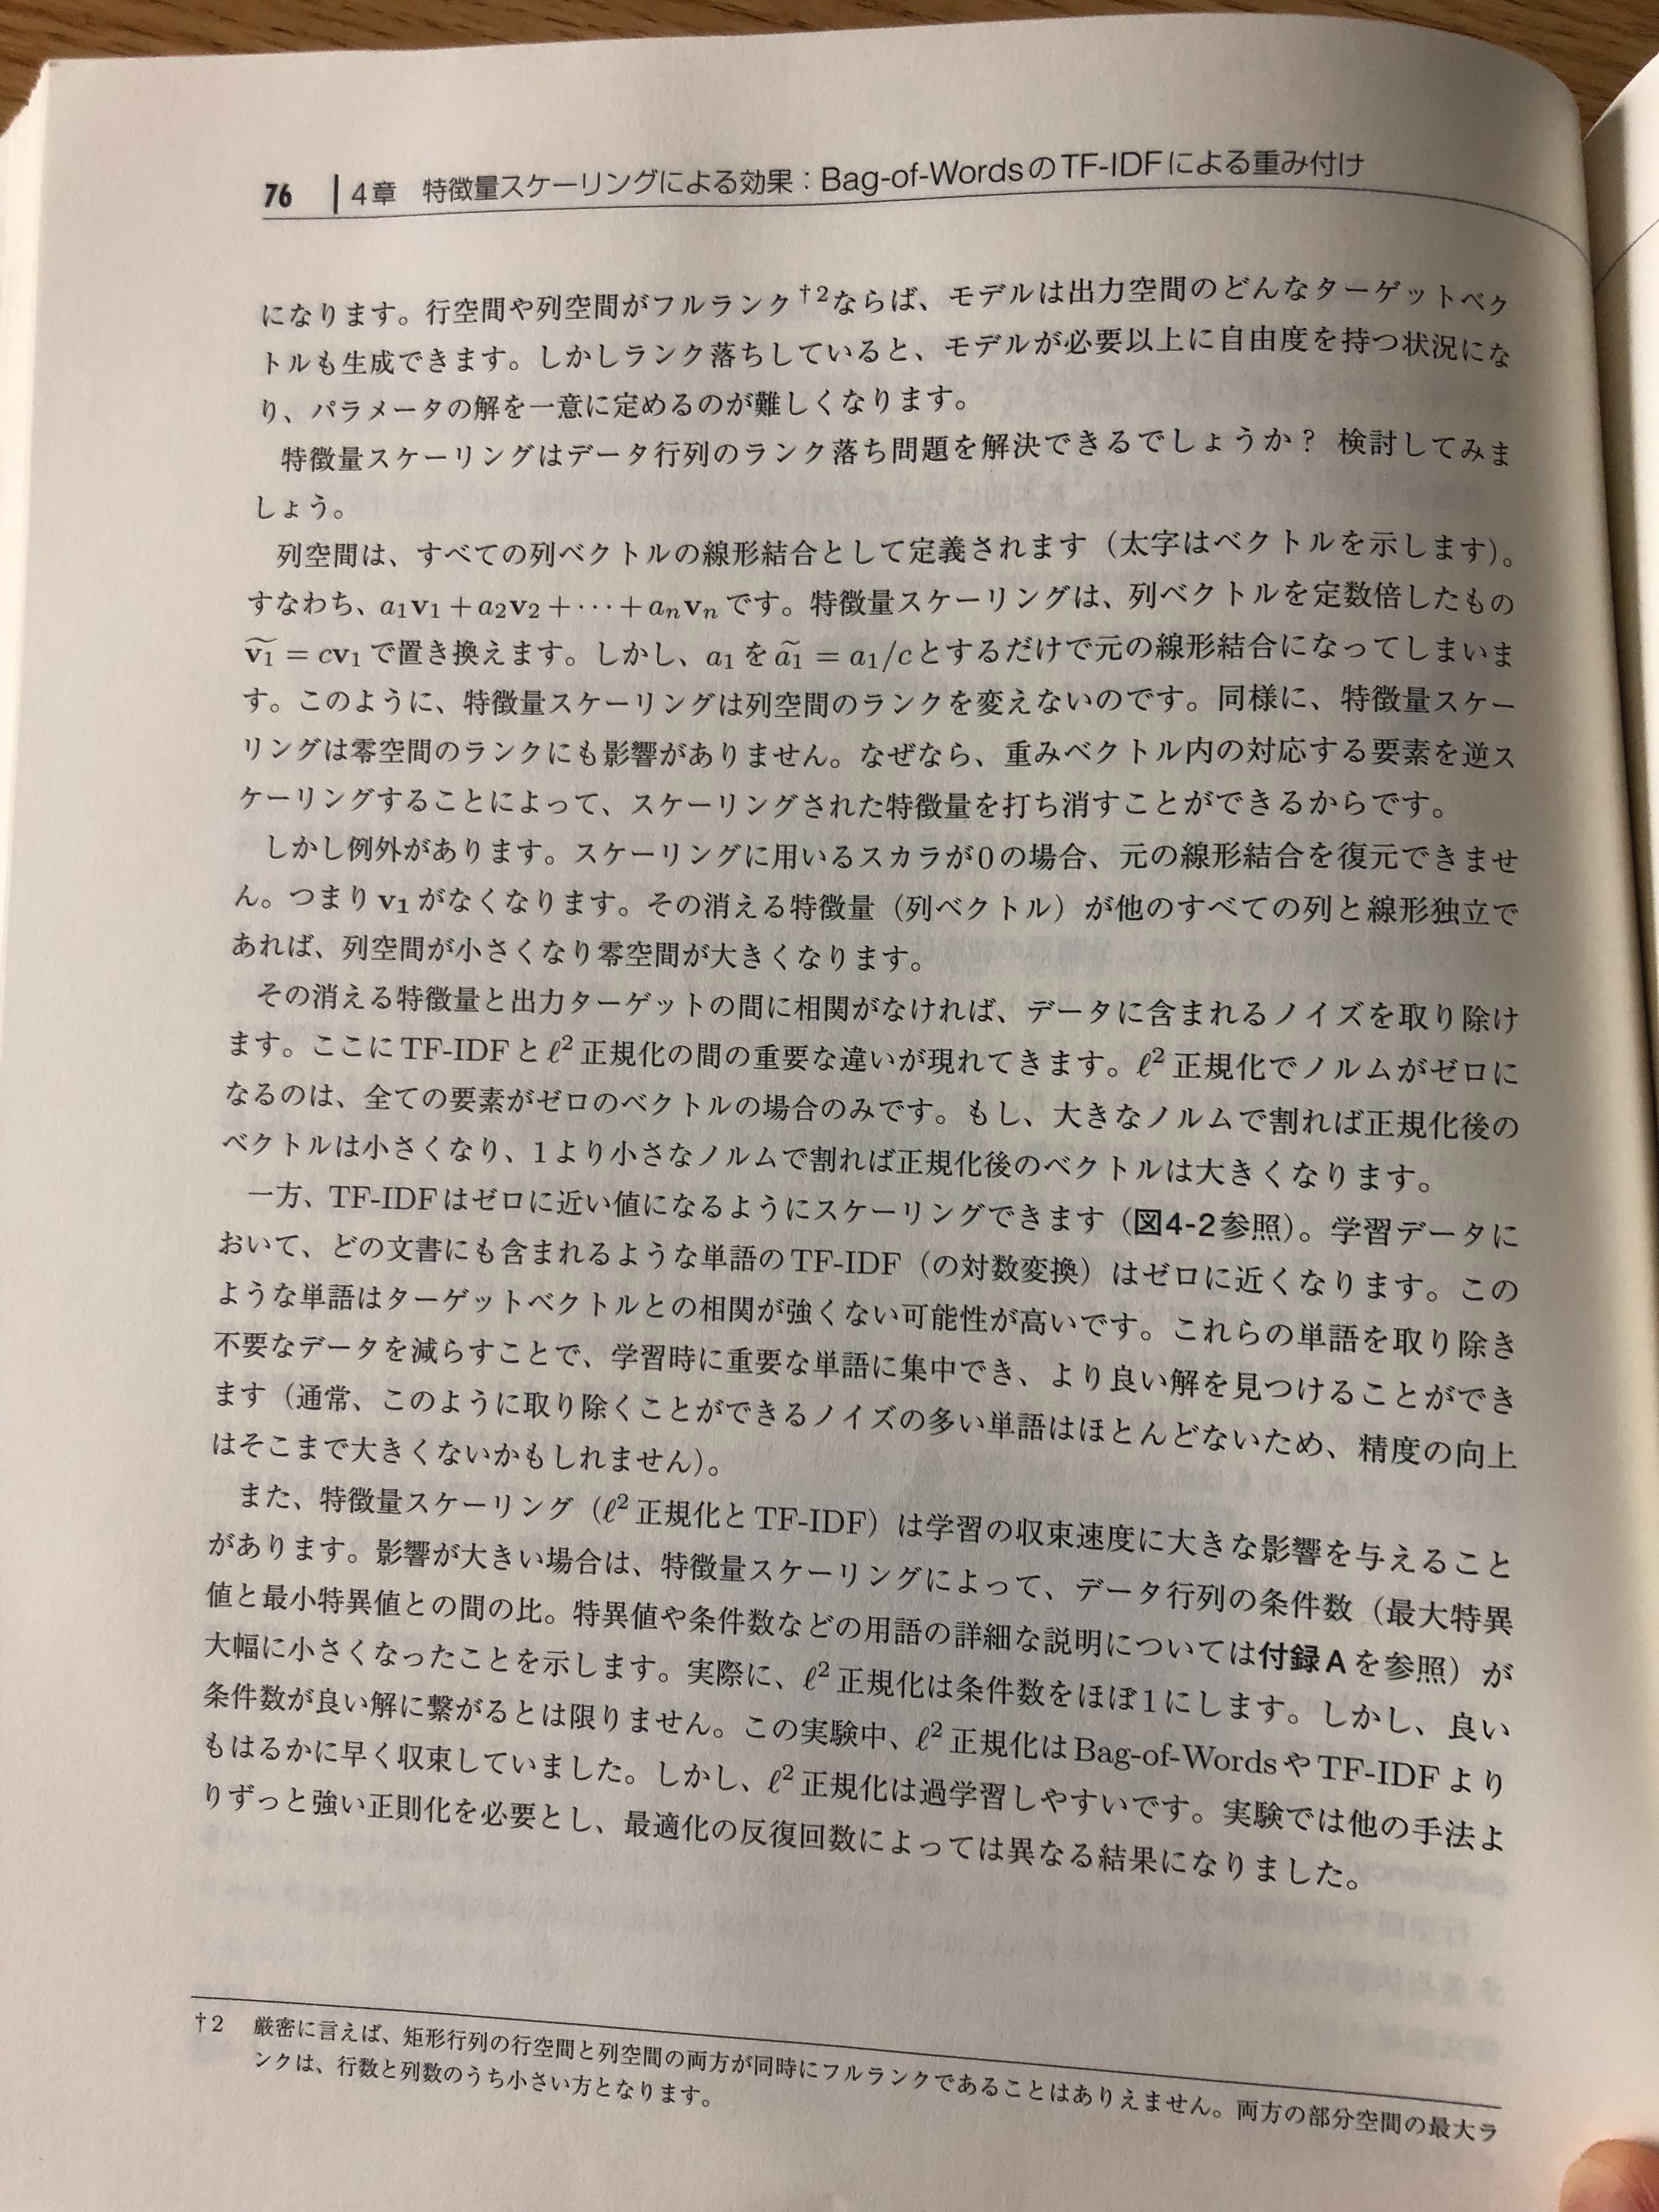 76 4章 特徴量スケーリングによる効果：Bag-of-WordsのTF-IDFによる重み付け
になります。行空間や列空間がフルランク†2ならば、モデルは出力空間のどんなターゲットベク
トルも生成できます。しかしランク落ちしていると、モデルが必要以上に自由度を持つ状況にな
り、パラメータの解を一意に定めるのが難しくなります。
特徴量スケーリングはデータ行列のランク落ち問題を解決できるでしょうか？ 検討してみま
しょう。
列空間は、すべての列ベクトルの線形結合として定義されます（太字はベクトルを示します）。
すなわち、a₁v₁+a₂v₂+⋯+aₙvₙです。特徴量スケーリングは、列ベクトルを定数倍したもの
ṽ₁ = cv₁で置き換えます。しかし、a₁をã₁ = a₁/cとするだけで元の線形結合になってしまいま
す。このように、特徴量スケーリングは列空間のランクを変えないのです。同様に、特徴量スケー
リングは零空間のランクにも影響がありません。なぜなら、重みベクトル内の対応する要素を逆ス
ケーリングすることによって、スケーリングされた特徴量を打ち消すことができるからです。
しかし例外があります。スケーリングに用いるスカラが0の場合、元の線形結合を復元できませ
ん。つまりv₁がなくなります。その消える特徴量（列ベクトル）が他のすべての列と線形独立で
あれば、列空間が小さくなり零空間が大きくなります。
その消える特徴量と出力ターゲットの間に相関がなければ、データに含まれるノイズを取り除け
ます。ここにTF-IDFとℓ²正規化の間の重要な違いが現れてきます。ℓ²正規化でノルムがゼロに
なるのは、全ての要素がゼロのベクトルの場合のみです。もし、大きなノルムで割れば正規化後の
ベクトルは小さくなり、1より小さなノルムで割れば正規化後のベクトルは大きくなります。
一方、TF-IDFはゼロに近い値になるようにスケーリングできます（図4-2参照）。学習データに
おいて、どの文書にも含まれるような単語のTF-IDF（の対数変換）はゼロに近くなります。この
ような単語はターゲットベクトルとの相関が強くない可能性が高いです。これらの単語を取り除き
不要なデータを減らすことで、学習時に重要な単語に集中でき、より良い解を見つけることができ
ます（通常、このように取り除くことができるノイズの多い単語はほとんどないため、精度の向上
はそこまで大きくないかもしれません）。
また、特徴量スケーリング（ℓ²正規化とTF-IDF）は学習の収束速度に大きな影響を与えること
があります。影響が大きい場合は、特徴量スケーリングによって、データ行列の条件数（最大特異
値と最小特異値との間の比。特異値や条件数などの用語の詳細な説明については付録Aを参照）が
大幅に小さくなったことを示します。実際に、ℓ²正規化は条件数をほぼ1にします。しかし、良い
条件数が良い解に繋がるとは限りません。この実験中、ℓ²正規化はBag-of-WordsやTF-IDFより
もはるかに早く収束していました。しかし、ℓ²正規化は過学習しやすいです。実験では他の手法よ
りずっと強い正則化を必要とし、最適化の反復回数によっては異なる結果になりました。
†2 厳密に言えば、矩形行列の行空間と列空間の両方が同時にフルランクであることはありえません。両方の部分空間の最大ラ
ンクは、行数と列数のうち小さい方となります。